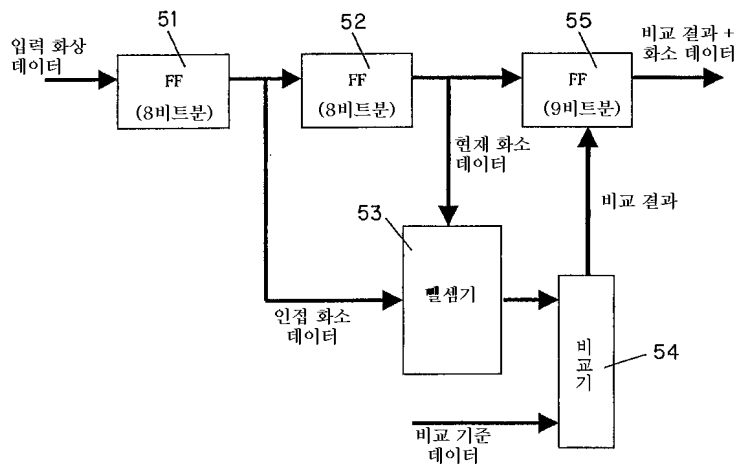 51
52
55
입력 화상
데이터
비교 결과 +
화소 데이터
FF
(8비트분)
FF
(8비트분)
FF
(9비트분)
현재 화소
데이터
비교 결과
53
뺄셈기
인접 화소
데이터
비교기
54
비교 기준
데이터